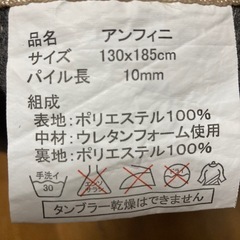 品名 アンフィニ
サイズ 130x185cm
パイル長 10mm
組成
表地:ポリエステル100%
中材:ウレタンフォーム使用
裏地:ポリエステル100%
手洗イ
30
タンブラー乾燥はできません